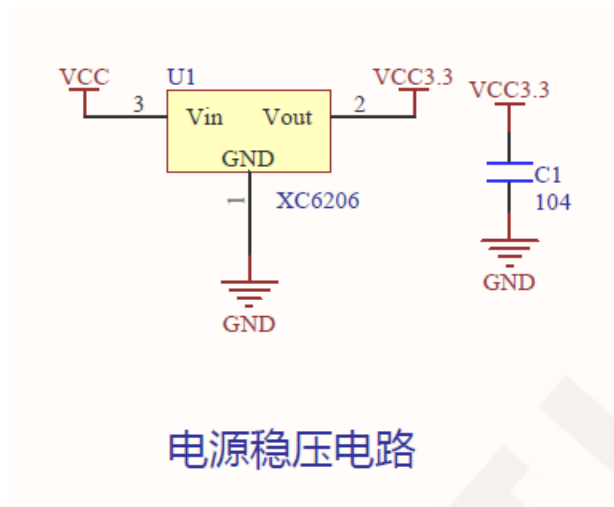 VCC
U1
VCC3.3
3
Vin
Vout
2
GND
1
XC6206
GND
VCC3.3
C1
104
GND
电源稳压电路